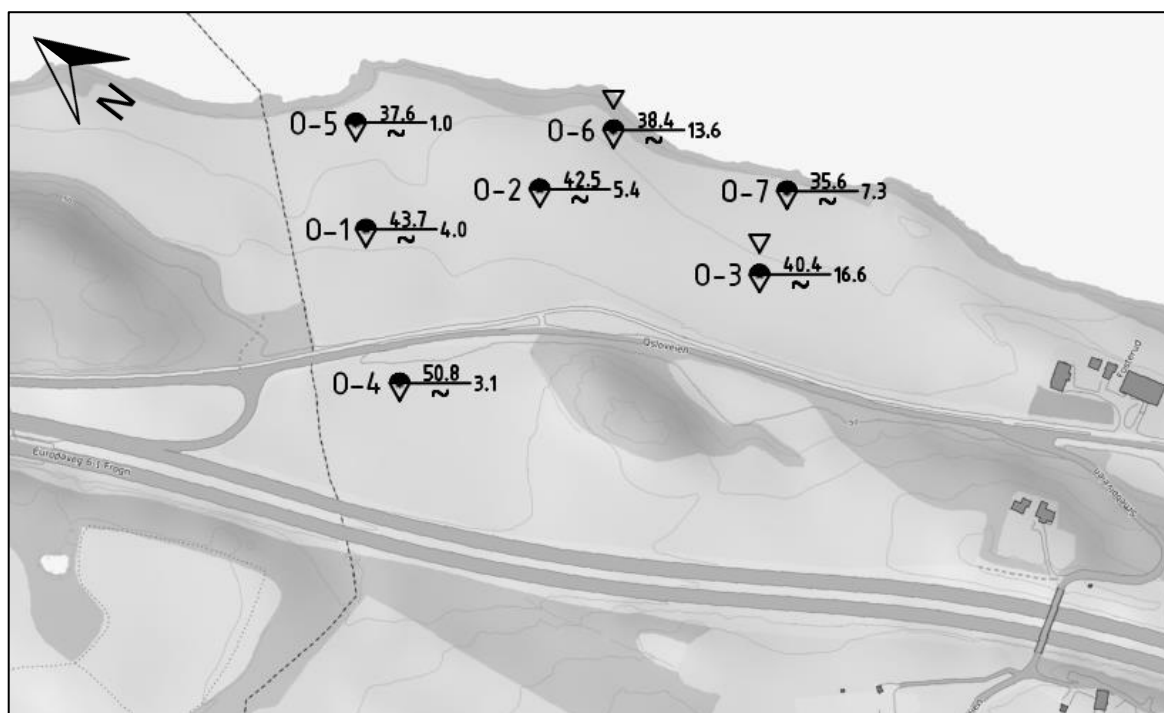 N
O-5 37.6 ~ 1.0
O-6 38.4 ~ 13.6
O-2 42.5 ~ 5.4
O-7 35.6 ~ 7.3
O-1 43.7 ~ 4.0
O-3 40.4 ~ 16.6
Osloveien
Fosterud
O-4 50.8 ~ 3.1
Europaveg 6 | Frogn